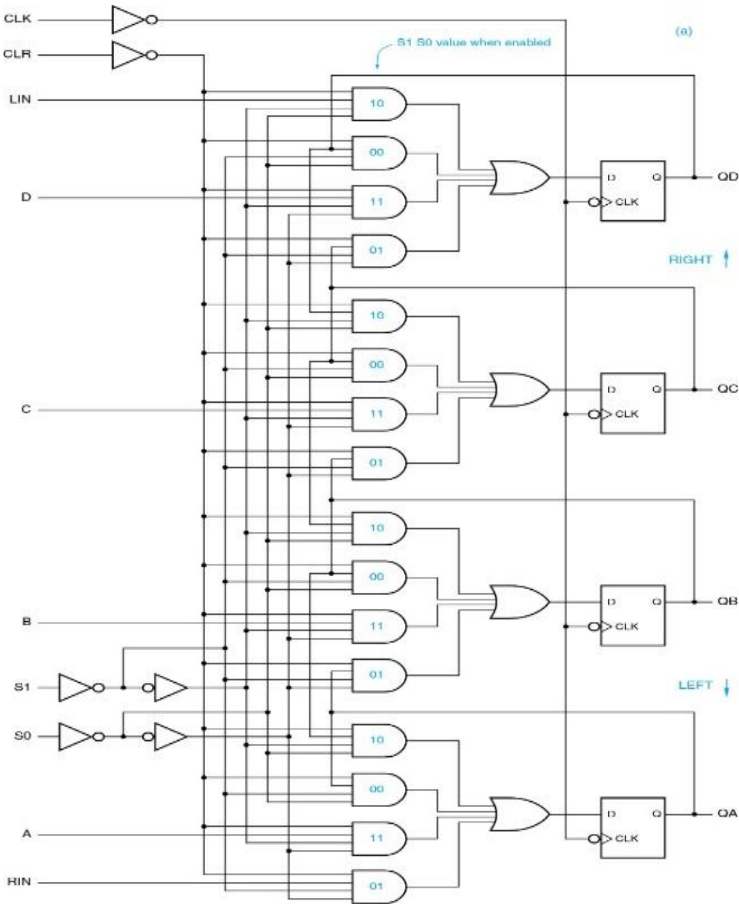 CLK
(a)
S1 S0 value when enabled
CLR
LIN
10
00
D Q
QD
D
11
CLK
01
RIGHT
10
00
D Q
QC
C
11
CLK
01
10
00
D Q
QB
B
11
CLK
01
S1
LEFT
S0
10
00
D Q
QA
A
11
CLK
RIN
01